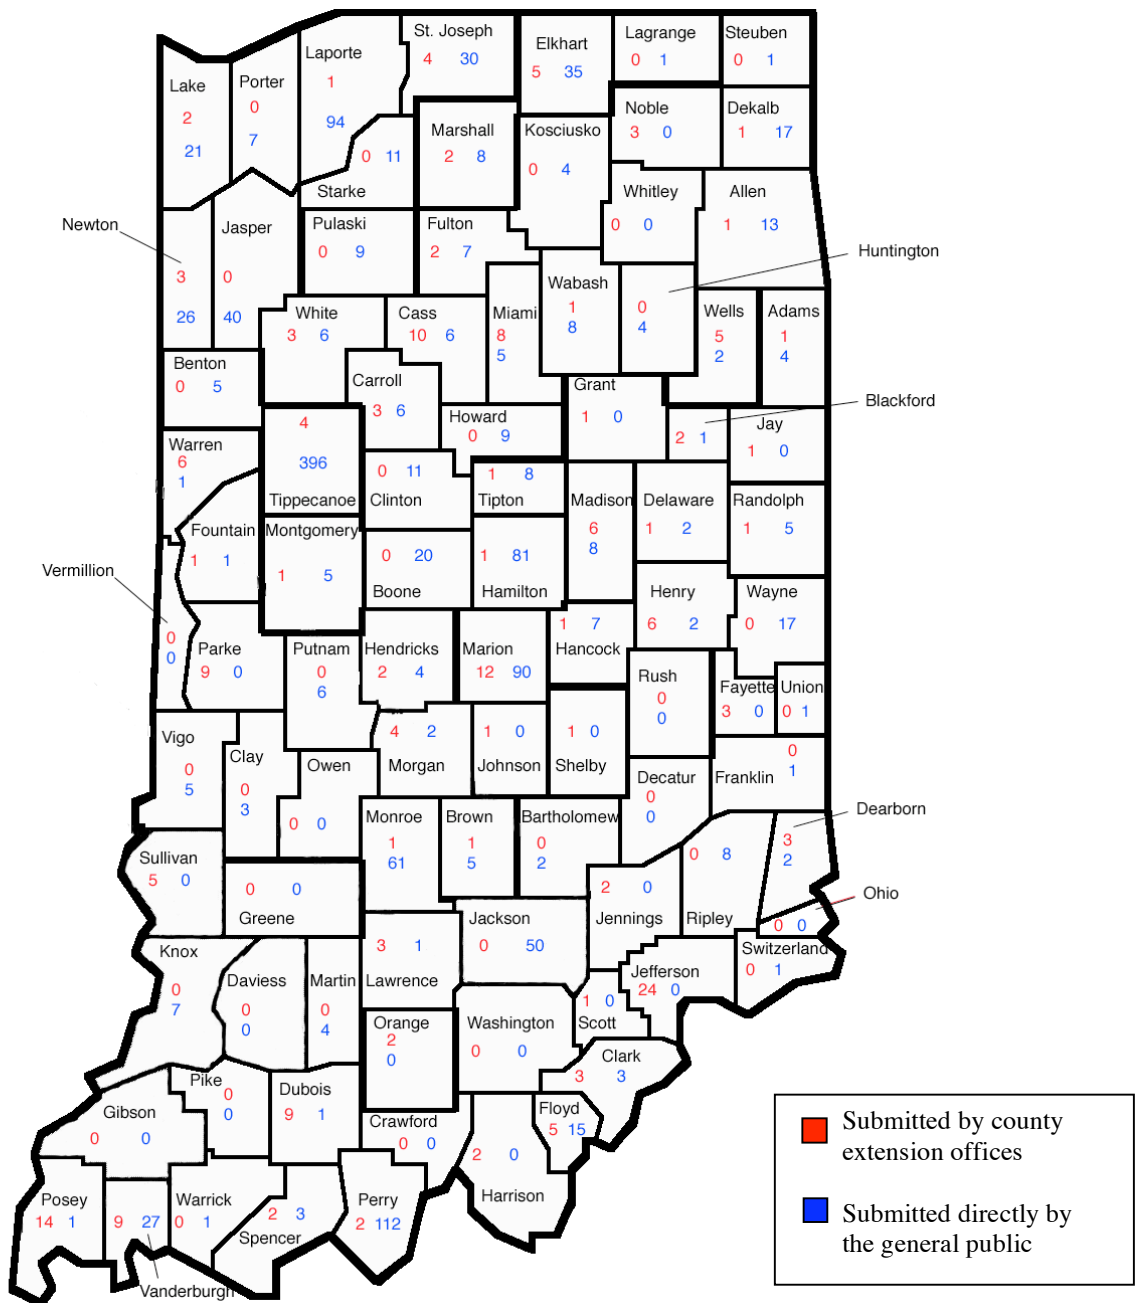 St. Joseph
4 30
Elkhart
5 35
Lagrange
0 1
Steuben
0 1
Laporte
1
94
Lake
2
21
Porter
0
7
Noble
3 0
Dekalb
1 17
Marshall
2 8
Kosciusko
0 4
0 11
Starke
Whitley
0 0
Allen
1 13
Newton
3
26
Jasper
0
40
Pulaski
0 9
Fulton
2 7
Huntington
0
4
Wabash
1
8
White
3 6
Cass
10 6
Miami
8
5
Wells
5
2
Adams
1
4
Benton
0 5
Carroll
3 6
Grant
1 0
Blackford
2 1
Howard
0 9
Jay
1 0
4
396
Tippecanoe
Warren
6
1
0 11
Clinton
1 8
Tipton
Madison
6
8
Delaware
1 2
Randolph
1 5
Fountain
1 1
Montgomery
1 5
0 20
Boone
1 81
Hamilton
Vermillion
0
0
Henry
6 2
Wayne
0 17
Parke
9 0
Putnam
0
6
Hendricks
2 4
Marion
12 90
1 7
Hancock
Rush
0
0
Fayette
3 0
Union
0 1
Vigo
0
5
Clay
0
3
Owen
0 0
4 2
Morgan
1 0
Johnson
1 0
Shelby
Decatur
0
0
Franklin
0
1
Monroe
1
61
Brown
1
5
Bartholomew
0
2
Dearborn
3
2
Sullivan
5 0
0 0
Greene
2 0
Jennings
0 8
Ripley
Ohio
0 0
Jackson
0 50
3 1
Lawrence
Switzerland
0 1
Knox
0
7
Daviess
0
0
Martin
0
4
Jefferson
24 0
1 0
Scott
Orange
2
0
Washington
0 0
Clark
3 3
Pike
0
0
Dubois
9 1
Gibson
0 0
Crawford
0 0
Floyd
5 15
2 0
Harrison
Posey
14 1
9 27
Vanderburgh
Warrick
0 1
2 3
Spencer
Perry
2 112
Submitted by county
extension offices
Submitted directly by
the general public